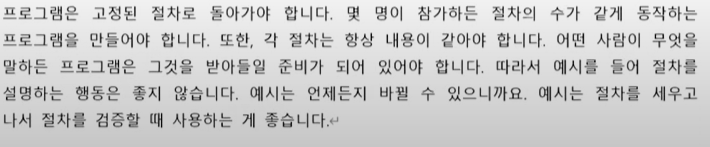 프로그램은 고정된 절차로 돌아가야 합니다. 몇 명이 참가하든 절차의 수가 같게 동작하는
프로그램을 만들어야 합니다. 또한, 각 절차는 항상 내용이 같아야 합니다. 어떤 사람이 무엇을
말하든 프로그램은 그것을 받아들일 준비가 되어 있어야 합니다. 따라서 예시를 들어 절차를
설명하는 행동은 좋지 않습니다. 예시는 언제든지 바뀔 수 있으니까요. 예시는 절차를 세우고
나서 절차를 검증할 때 사용하는 게 좋습니다.↵